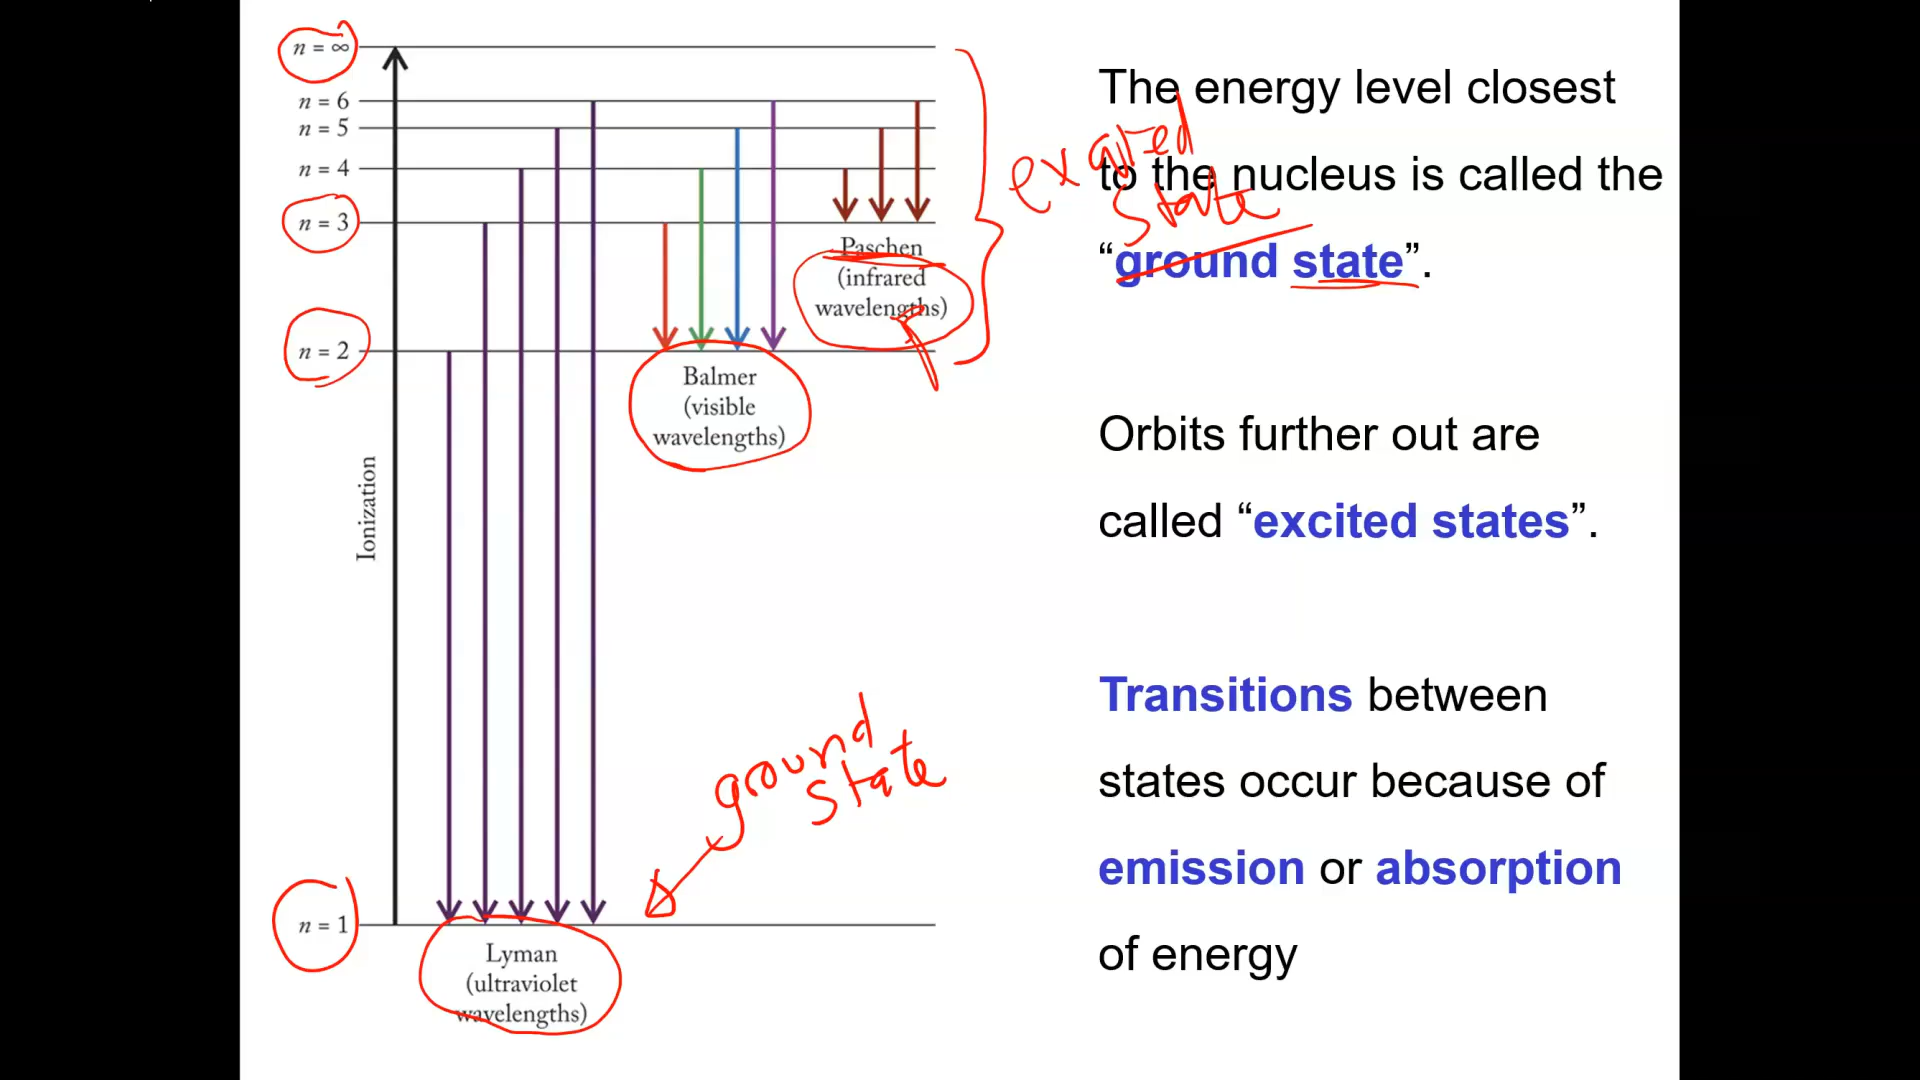 n = ∞
n = 6
n = 5
n = 4
n = 3
n = 2
n = 1
Ionization
Paschen
(infrared
wavelengths)
Balmer
(visible
wavelengths)
Lyman
(ultraviolet
wavelengths)
ground
state
excited
state
The energy level closest
to the nucleus is called the
“ground state”.
Orbits further out are
called “excited states”.
Transitions between
states occur because of
emission or absorption
of energy